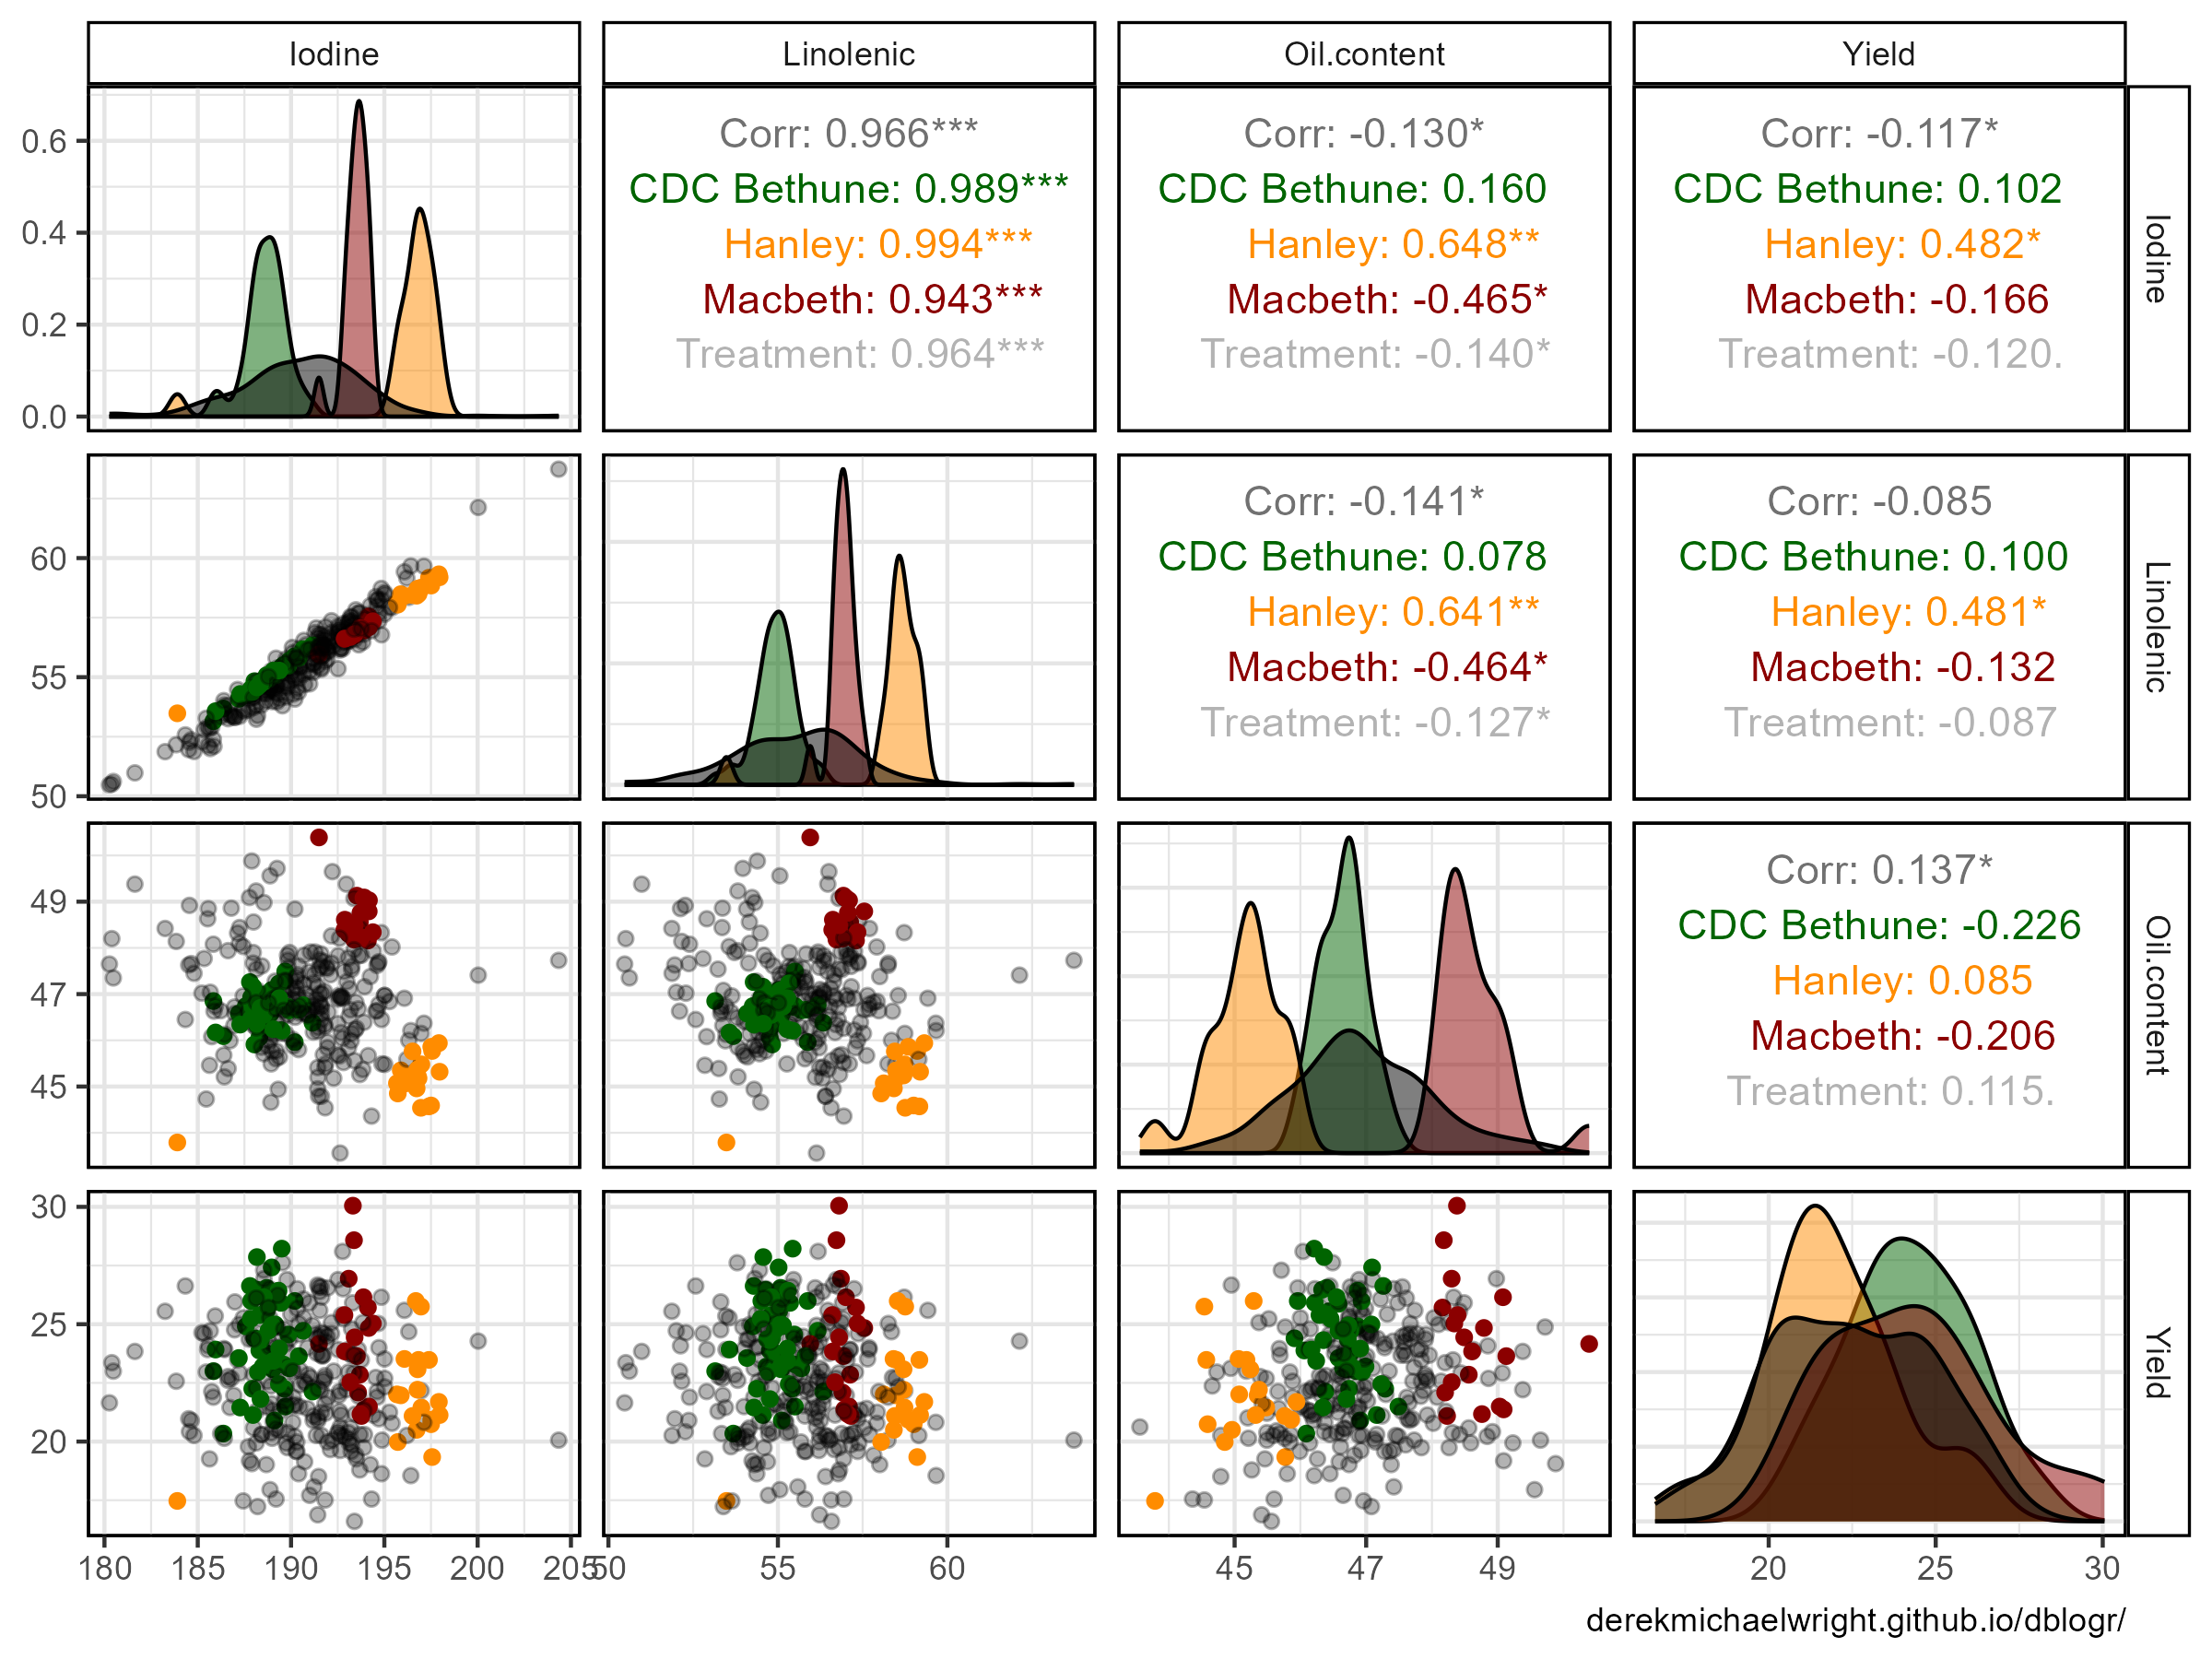 Iodine
Linolenic
Oil.content
Yield
0.6
0.4
0.2
0.0
Corr: 0.966***
CDC Bethune: 0.989***
Hanley: 0.994***
Macbeth: 0.943***
Treatment: 0.964***
Corr: -0.130*
CDC Bethune: 0.160
Hanley: 0.648**
Macbeth: -0.465*
Treatment: -0.140*
Corr: -0.117*
CDC Bethune: 0.102
Hanley: 0.482*
Macbeth: -0.166
Treatment: -0.120.
Iodine
60
55
50
Corr: -0.141*
CDC Bethune: 0.078
Hanley: 0.641**
Macbeth: -0.464*
Treatment: -0.127*
Corr: -0.085
CDC Bethune: 0.100
Hanley: 0.481*
Macbeth: -0.132
Treatment: -0.087
Linolenic
49
47
45
Corr: 0.137*
CDC Bethune: -0.226
Hanley: 0.085
Macbeth: -0.206
Treatment: 0.115.
Oil.content
30
25
20
Yield
180 185 190 195 200 205
50 55 60
45 47 49
20 25 30
derekmichaelwright.github.io/dblogr/